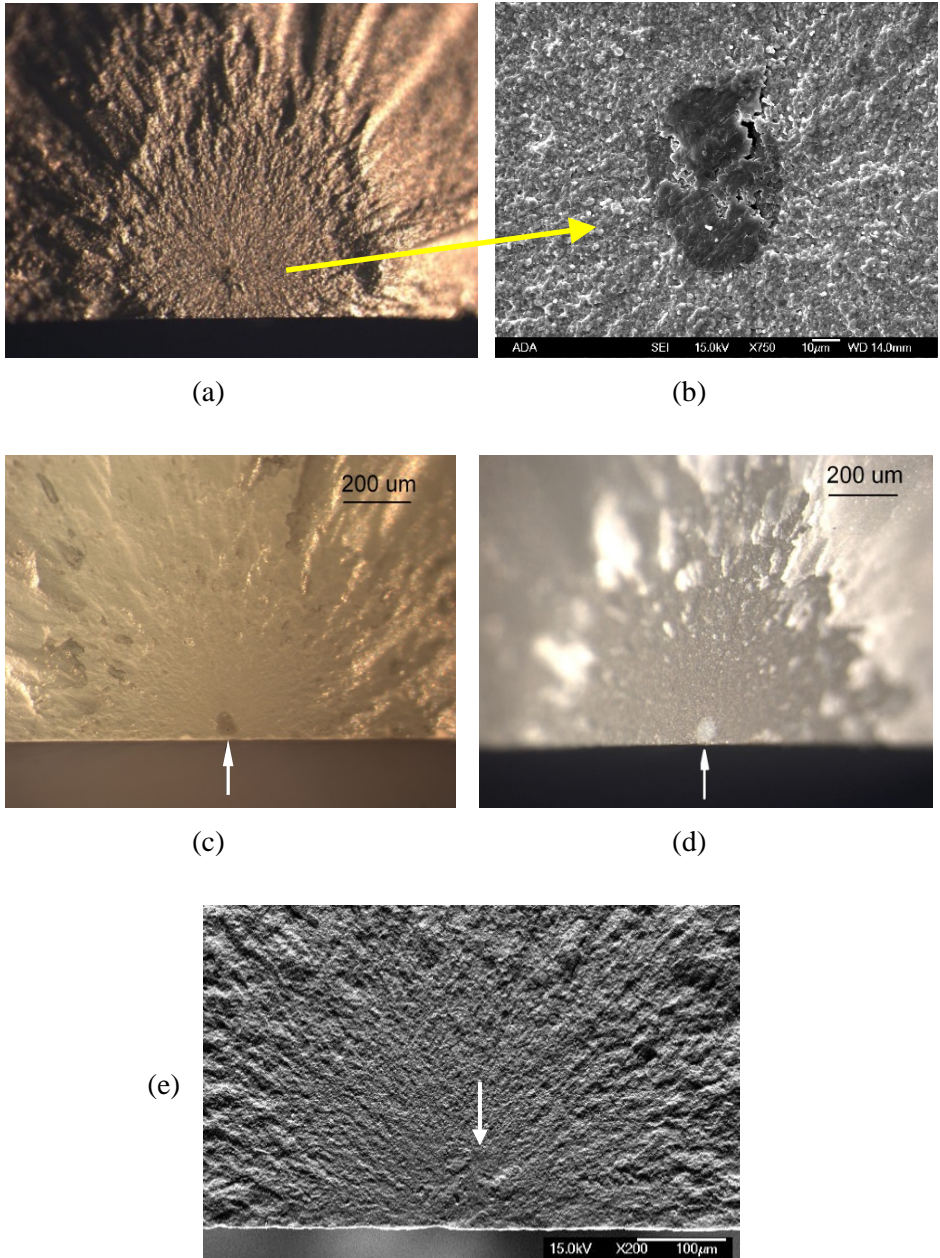 ADA SEI 15.0kV X750 10µm WD 14.0mm
(a) (b)
200 um 200 um
(c) (d)
(e)
15.0kV X200 100µm